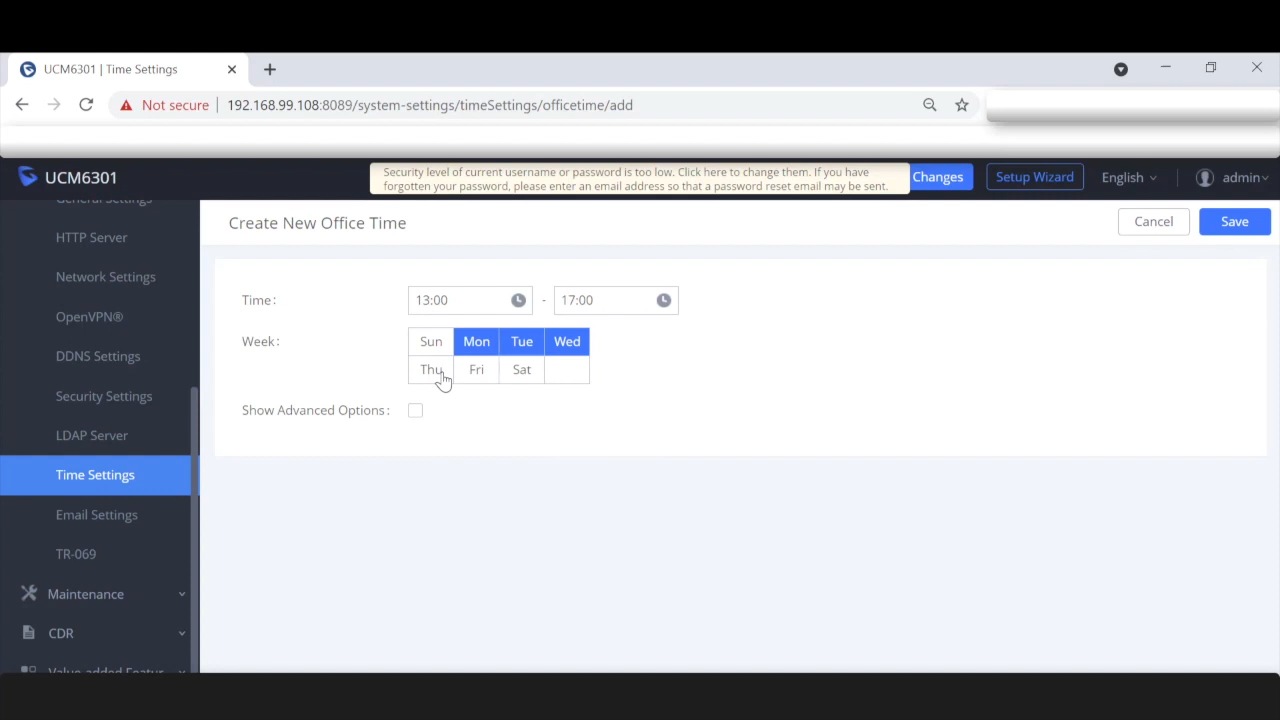 UCM6301 | Time Settings
Not secure
192.168.99.108:8089/system-settings/timeSettings/officetime/add
UCM6301
Security level of current username or password is too low. Click here to change them. If you have
forgotten your password, please enter an email address so that a password reset email may be sent.
Changes
Setup Wizard
English
admin
General Settings
HTTP Server
Network Settings
OpenVPN®
DDNS Settings
Security Settings
LDAP Server
Time Settings
Email Settings
TR-069
Maintenance
CDR
Value-added Featur
Create New Office Time
Cancel
Save
Time:
13:00 - 17:00
Week:
Sun Mon Tue Wed
Thu Fri Sat
Show Advanced Options: